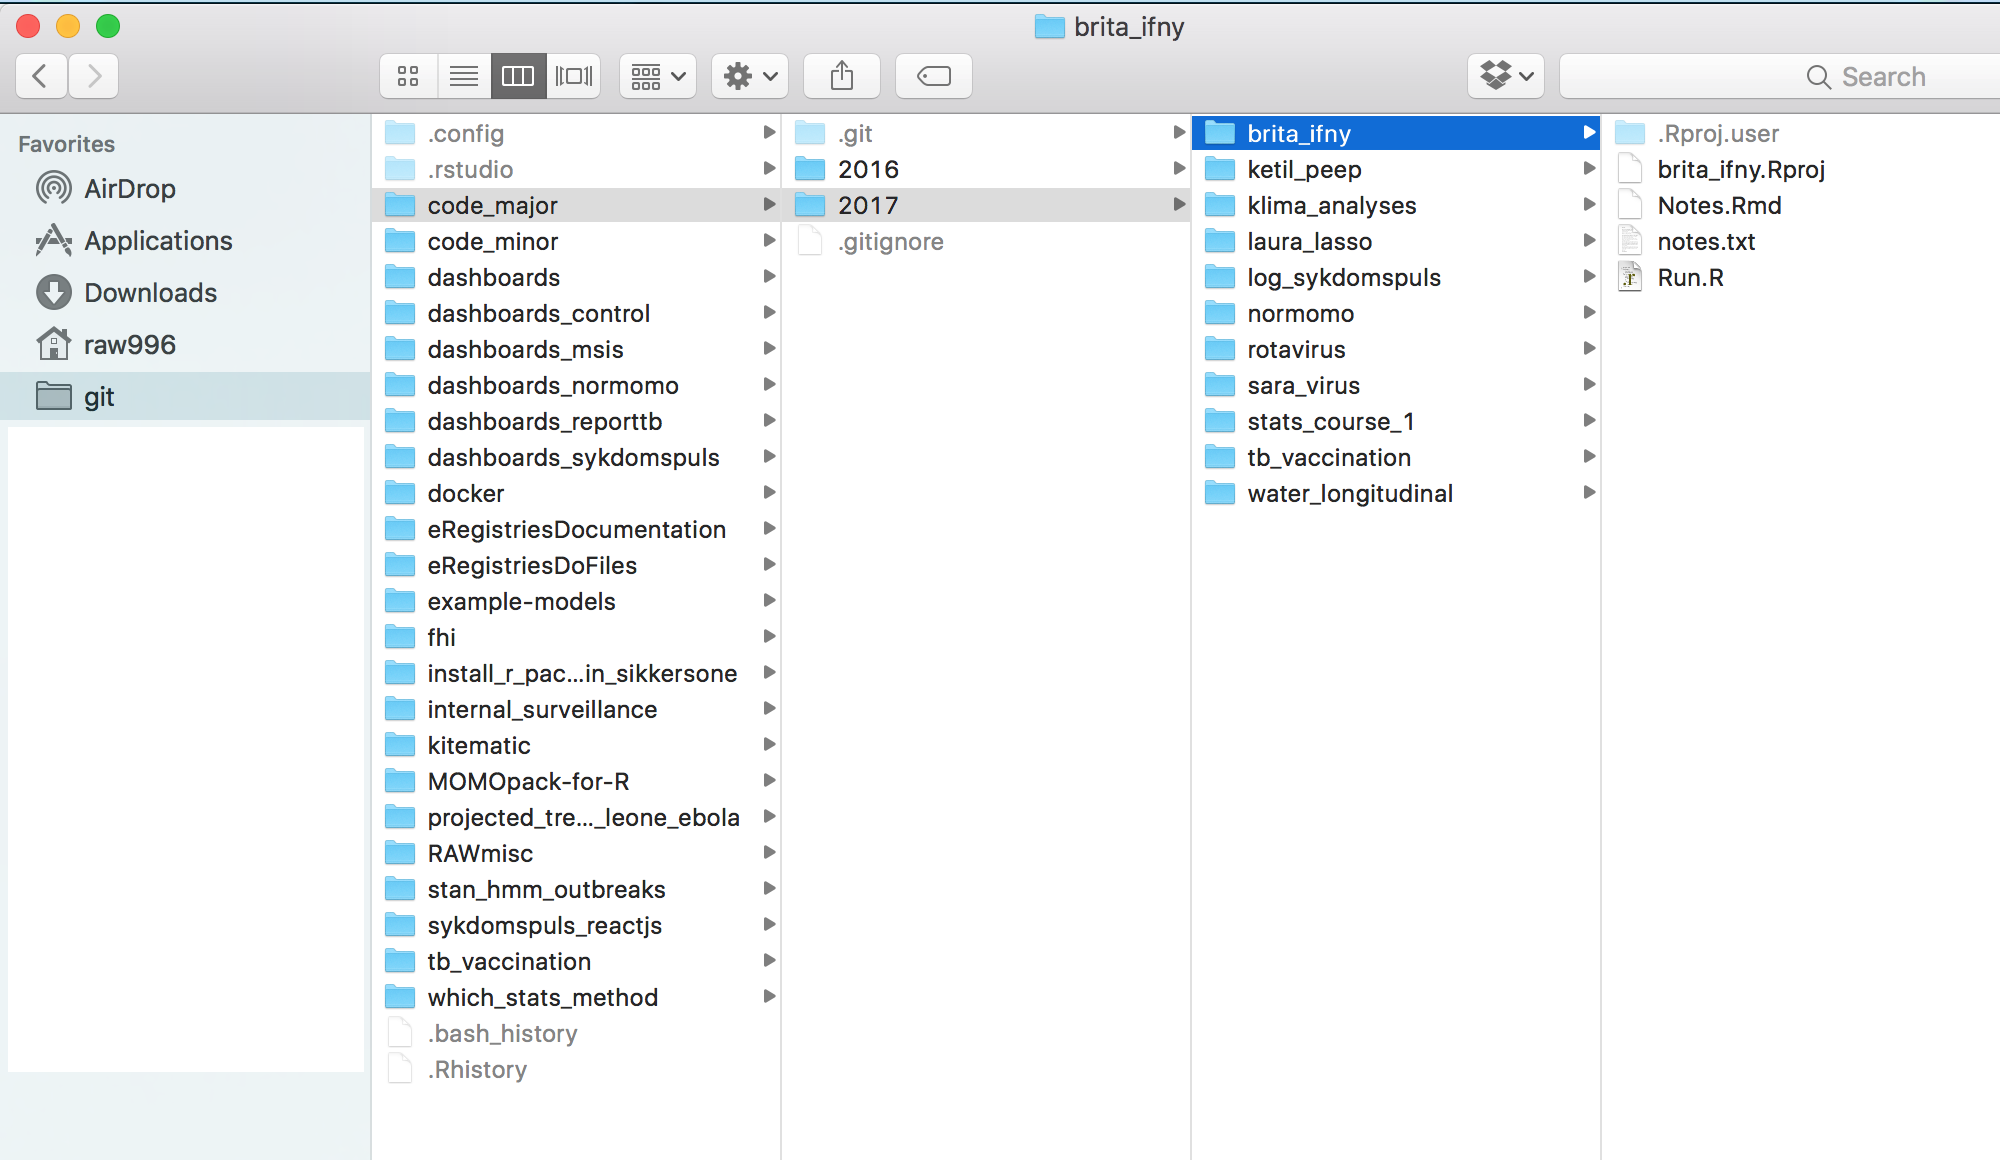 brita_ifny
Search
Favorites
AirDrop
Applications
Downloads
raw996
git
.config
.rstudio
code_major
code_minor
dashboards
dashboards_control
dashboards_msis
dashboards_normomo
dashboards_reporttb
dashboards_sykdomspuls
docker
eRegistriesDocumentation
eRegistriesDoFiles
example-models
fhi
install_r_pac...in_sikkersone
internal_surveillance
kitematic
MOMOpack-for-R
projected_tre..._leone_ebola
RAWmisc
stan_hmm_outbreaks
sykdomspuls_reactjs
tb_vaccination
which_stats_method
.bash_history
.Rhistory
.git
2016
2017
.gitignore
brita_ifny
ketil_peep
klima_analyses
laura_lasso
log_sykdomspuls
normomo
rotavirus
sara_virus
stats_course_1
tb_vaccination
water_longitudinal
.Rproj.user
brita_ifny.Rproj
Notes.Rmd
notes.txt
Run.R